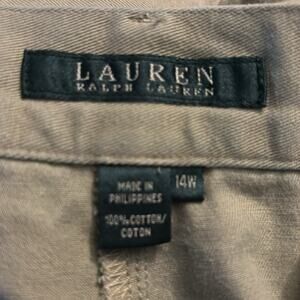 LAUREN
RALPH LAUREN
14W
MADE IN
PHILIPPINES
100% COTTON/
COTON